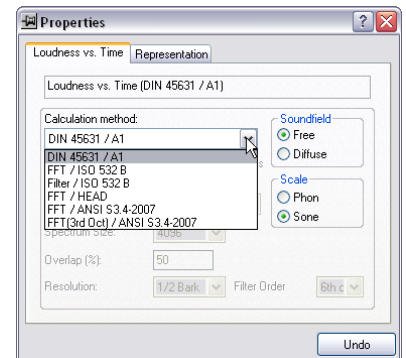 Properties
Loudness vs. Time Representation
Loudness vs. Time (DIN 45631 / A1)
Calculation method: Soundfield
DIN 45631 / A1 Free
DIN 45631 / A1 Diffuse
FFT / ISO 532 B
Filter / ISO 532 B Scale
FFT / HEAD Phon
FFT / ANSI S3.4-2007 Sone
FFT(3rd Oct) / ANSI S3.4-2007
Spectrum Size: 4096
Overlap (%): 50
Resolution: 1/2 Bark Filter Order 6th.o
Undo